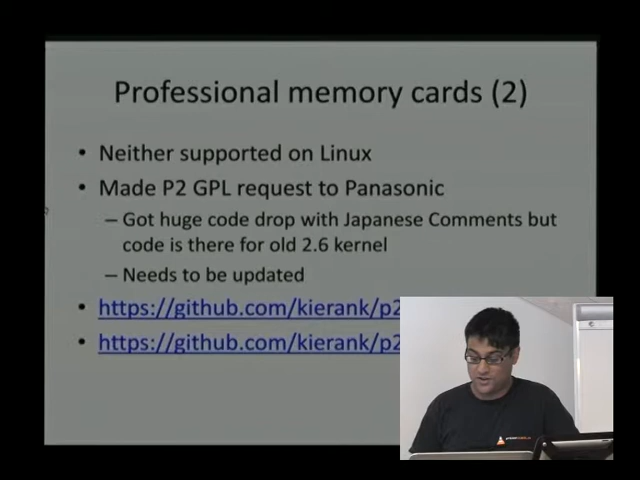 Professional memory cards (2)
• Neither supported on Linux
• Made P2 GPL request to Panasonic
– Got huge code drop with Japanese Comments but
code is there for old 2.6 kernel
– Needs to be updated
• https://github.com/kierank/p2
• https://github.com/kierank/p2